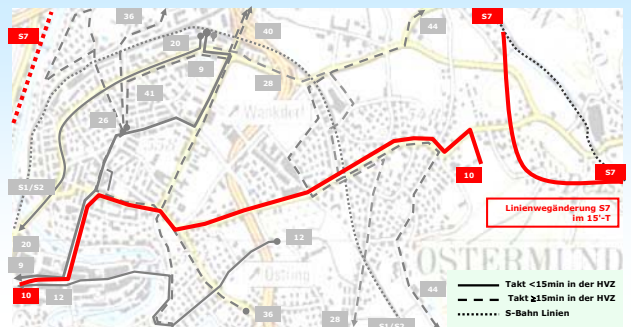 36
S7
40
S7
20
44
9
28
41
Wankdorf
26
S7
10
S1/S2
Linienwegänderung S7
im 15'-T
12
20
9
OSTERMUND
10
12
44
36
28
S1/S2
Takt <15min in der HVZ
Takt ≥15min in der HVZ
S-Bahn Linien